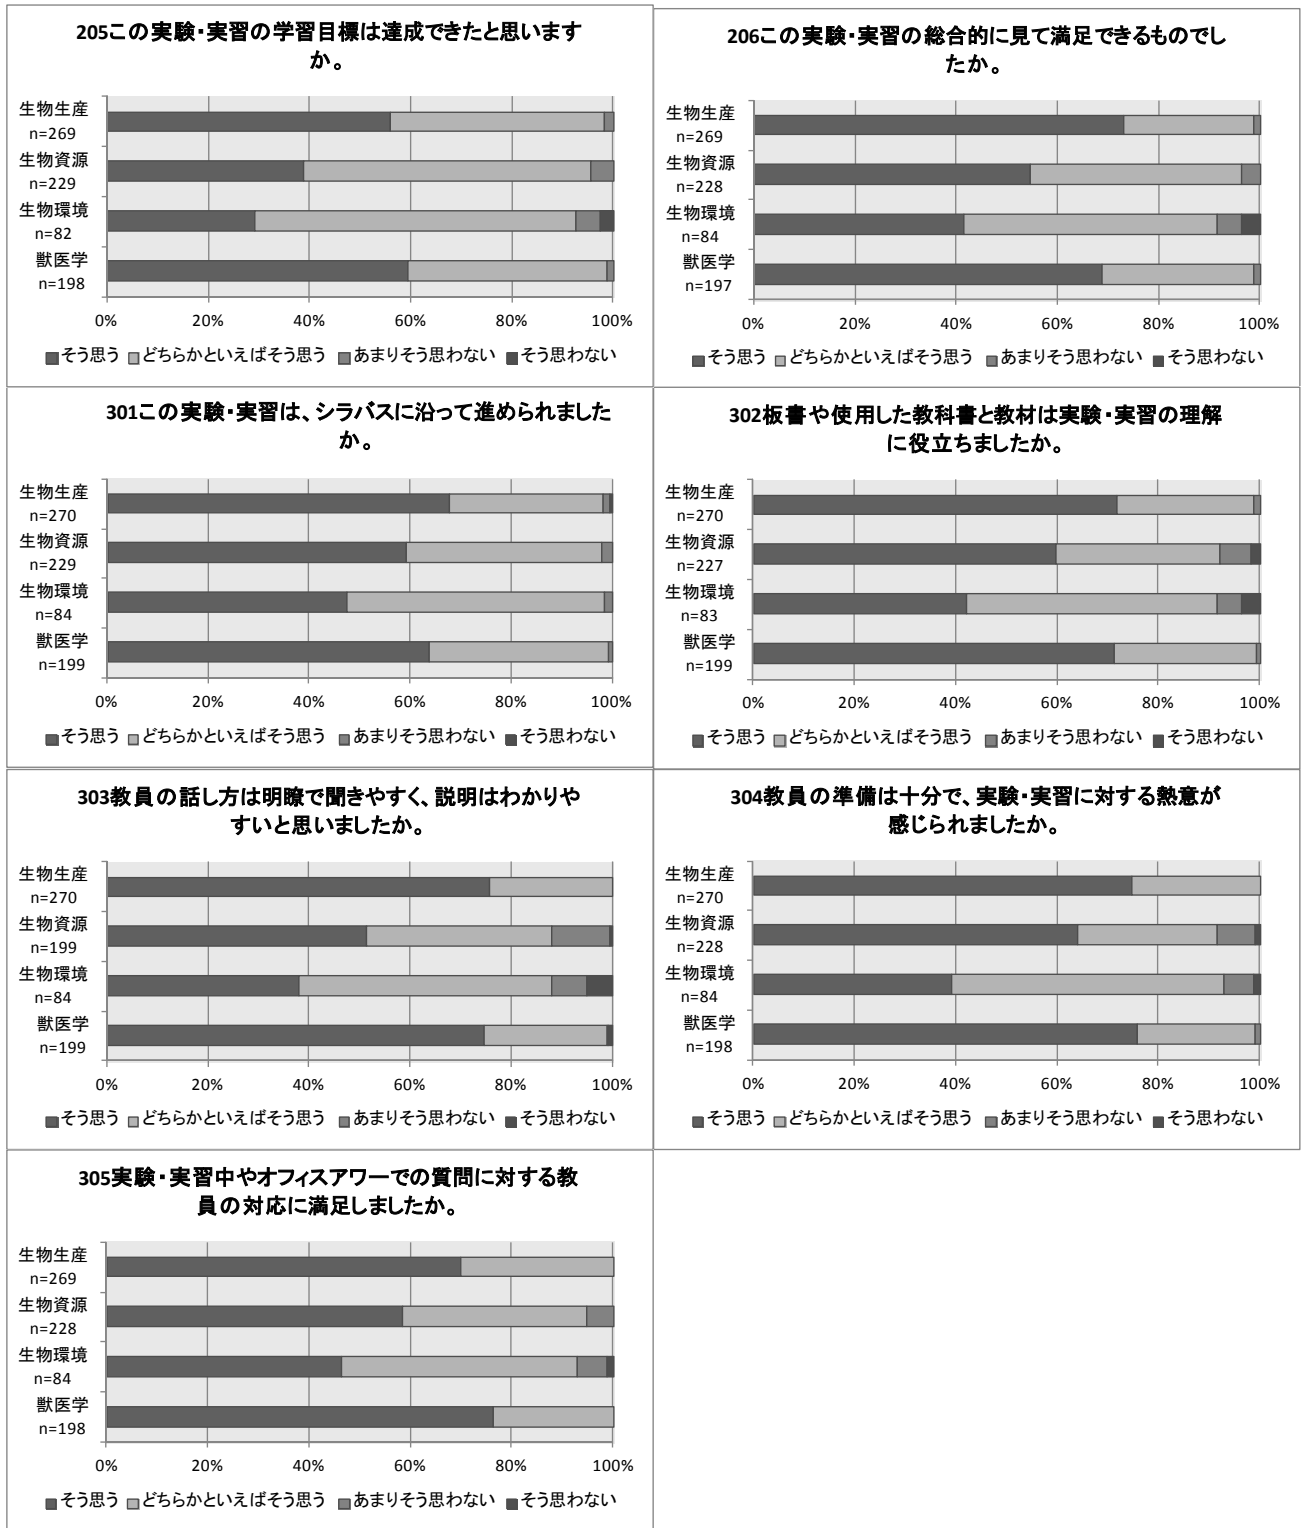 205この実験・実習の学習目標は達成できたと思います
か。
生物生産
n=269
生物資源
n=229
生物環境
n=82
獣医学
n=198
0% 20% 40% 60% 80% 100%
■そう思う ■どちらかといえばそう思う ■あまりそう思わない ■そう思わない
206この実験・実習の総合的に見て満足できるものでし
たか。
生物生産
n=269
生物資源
n=228
生物環境
n=84
獣医学
n=197
0% 20% 40% 60% 80% 100%
■そう思う ■どちらかといえばそう思う ■あまりそう思わない ■そう思わない
301この実験・実習は、シラバスに沿って進められました
か。
生物生産
n=270
生物資源
n=229
生物環境
n=84
獣医学
n=199
0% 20% 40% 60% 80% 100%
■そう思う ■どちらかといえばそう思う ■あまりそう思わない ■そう思わない
302板書や使用した教科書と教材は実験・実習の理解
に役立ちましたか。
生物生産
n=270
生物資源
n=227
生物環境
n=83
獣医学
n=199
0% 20% 40% 60% 80% 100%
■そう思う ■どちらかといえばそう思う ■あまりそう思わない ■そう思わない
303教員の話し方は明瞭で聞きやすく、説明はわかりや
すいと思いましたか。
生物生産
n=270
生物資源
n=199
生物環境
n=84
獣医学
n=199
0% 20% 40% 60% 80% 100%
■そう思う ■どちらかといえばそう思う ■あまりそう思わない ■そう思わない
304教員の準備は十分で、実験・実習に対する熱意が
感じられましたか。
生物生産
n=270
生物資源
n=228
生物環境
n=84
獣医学
n=198
0% 20% 40% 60% 80% 100%
■そう思う ■どちらかといえばそう思う ■あまりそう思わない ■そう思わない
305実験・実習中やオフィスアワーでの質問に対する教
員の対応に満足しましたか。
生物生産
n=269
生物資源
n=228
生物環境
n=84
獣医学
n=198
0% 20% 40% 60% 80% 100%
■そう思う ■どちらかといえばそう思う ■あまりそう思わない ■そう思わない